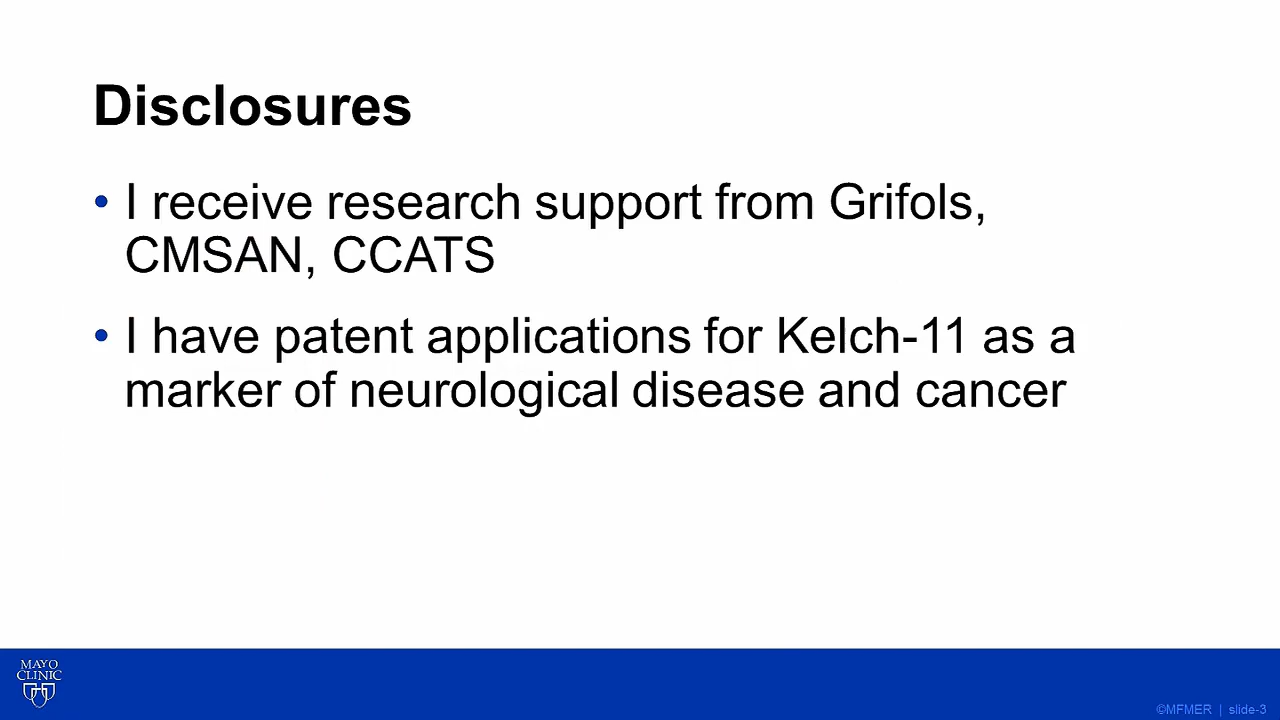 Disclosures
• I receive research support from Grifols,
CMSAN, CCATS
• I have patent applications for Kelch-11 as a
marker of neurological disease and cancer
MAYO
CLINIC
©MFMER | slide-3